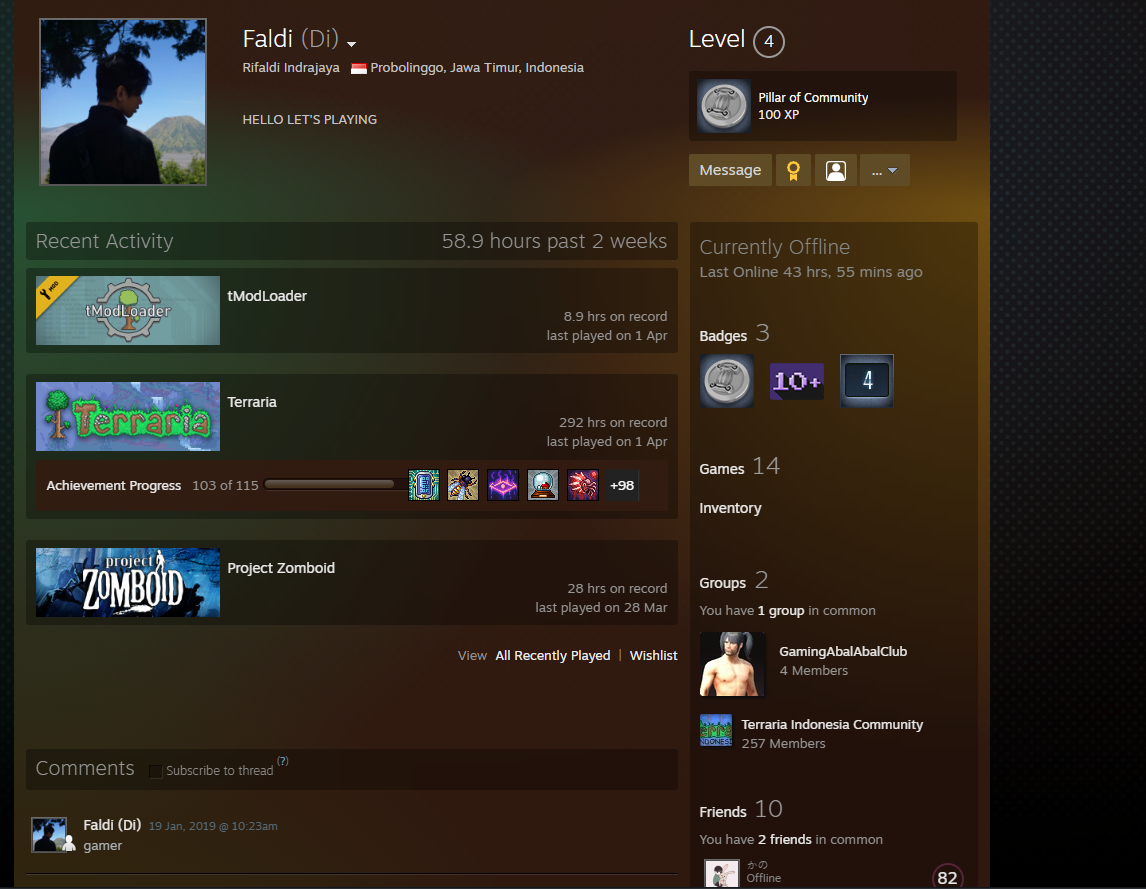 Faldi (Di)
Rifaldi Indrajaya Probolinggo, Jawa Timur, Indonesia
HELLO LET'S PLAYING
Level 4
Pillar of Community
100 XP
Message
...
Recent Activity 58.9 hours past 2 weeks
MOD
tModLoader
tModLoader
8.9 hrs on record
last played on 1 Apr
Terraria
Terraria
292 hrs on record
last played on 1 Apr
Achievement Progress 103 of 115 +98
project
ZOMBOID
Project Zomboid
28 hrs on record
last played on 28 Mar
View All Recently Played | Wishlist
Comments Subscribe to thread (?)
Faldi (Di) 19 Jan, 2019 @ 10:23am
gamer
Currently Offline
Last Online 43 hrs, 55 mins ago
Badges 3
10+ 4
Games 14
Inventory
Groups 2
You have 1 group in common
GamingAbalAbalClub
4 Members
INDONESIA
Terraria Indonesia Community
257 Members
Friends 10
You have 2 friends in common
かの
Offline
82